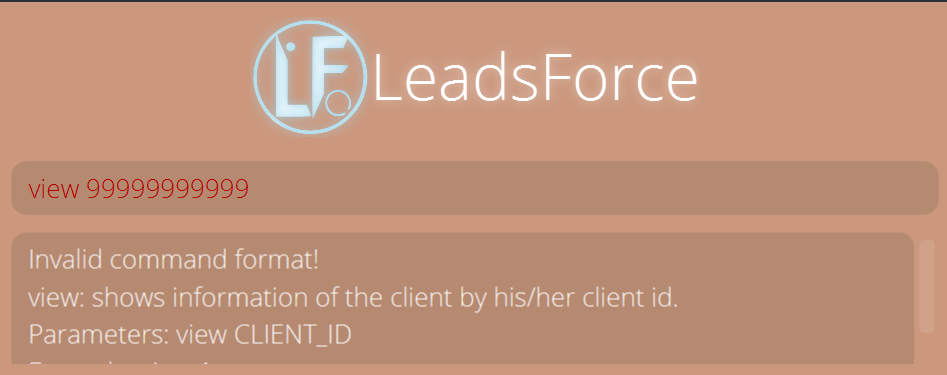 LF
LeadsForce
view 99999999999
Invalid command format!
view: shows information of the client by his/her client id.
Parameters: view CLIENT_ID